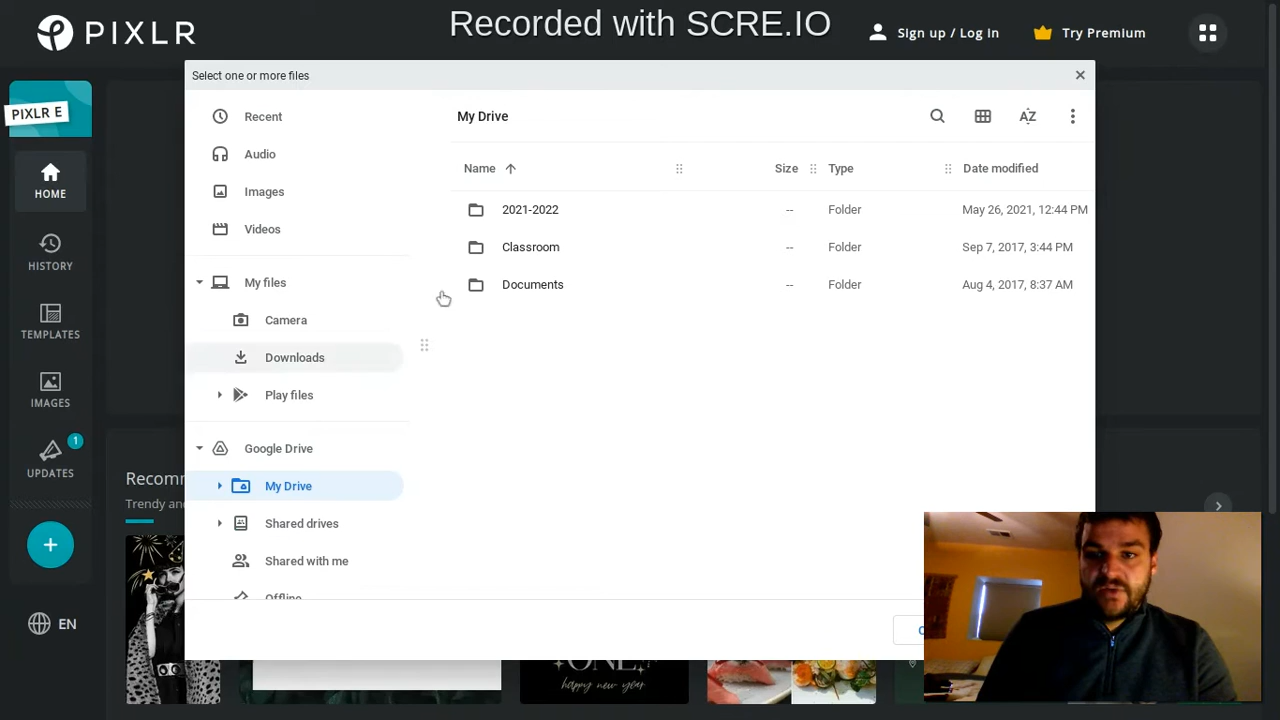 Recorded with SCRE.IO
PIXLR
Sign up / Log In
Try Premium
Select one or more files
PIXLR E
HOME
HISTORY
TEMPLATES
IMAGES
1
UPDATES
EN
Recent
Audio
Images
Videos
My files
Camera
Downloads
Play files
Google Drive
My Drive
Shared drives
Shared with me
Offline
My Drive
Name Size Type Date modified
2021-2022 -- Folder May 26, 2021, 12:44 PM
Classroom -- Folder Sep 7, 2017, 3:44 PM
Documents -- Folder Aug 4, 2017, 8:37 AM
Trendy
happy new year